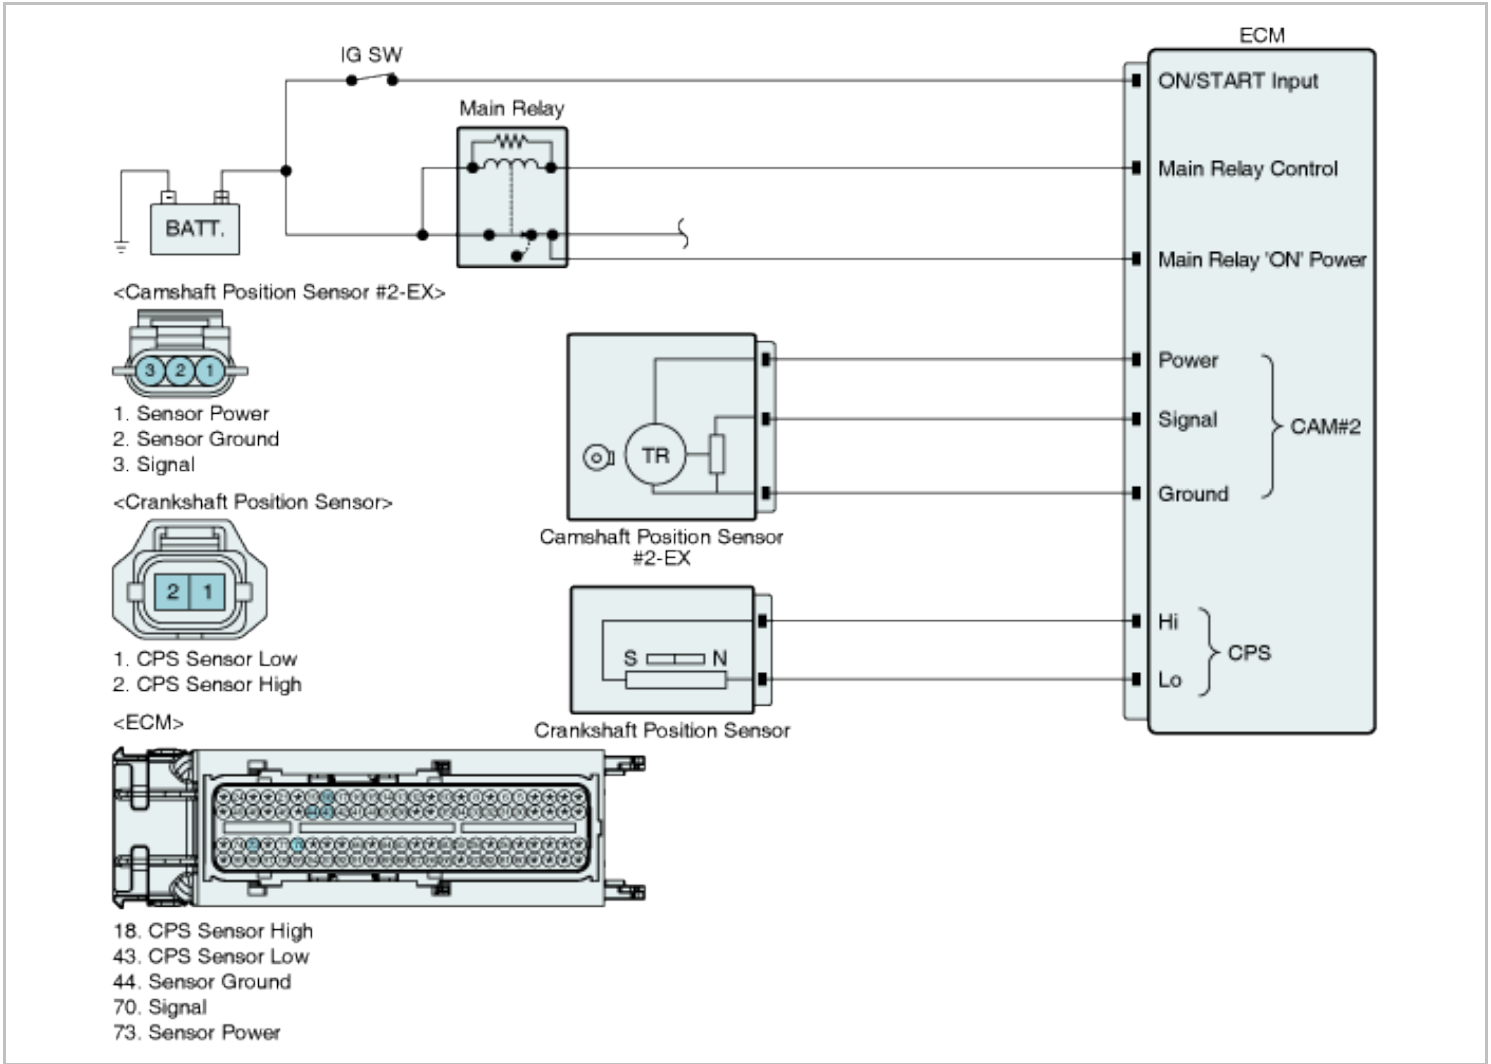 ECM
IG SW
ON/START Input
Main Relay
Main Relay Control
- +
BATT.
Main Relay 'ON' Power
<Camshaft Position Sensor #2-EX>
3 2 1
1. Sensor Power
2. Sensor Ground
3. Signal
Power
Signal
Ground
CAM#2
TR
Camshaft Position Sensor
#2-EX
<Crankshaft Position Sensor>
2 1
1. CPS Sensor Low
2. CPS Sensor High
S N
Crankshaft Position Sensor
Hi
Lo
CPS
<ECM>
18. CPS Sensor High
43. CPS Sensor Low
44. Sensor Ground
70. Signal
73. Sensor Power